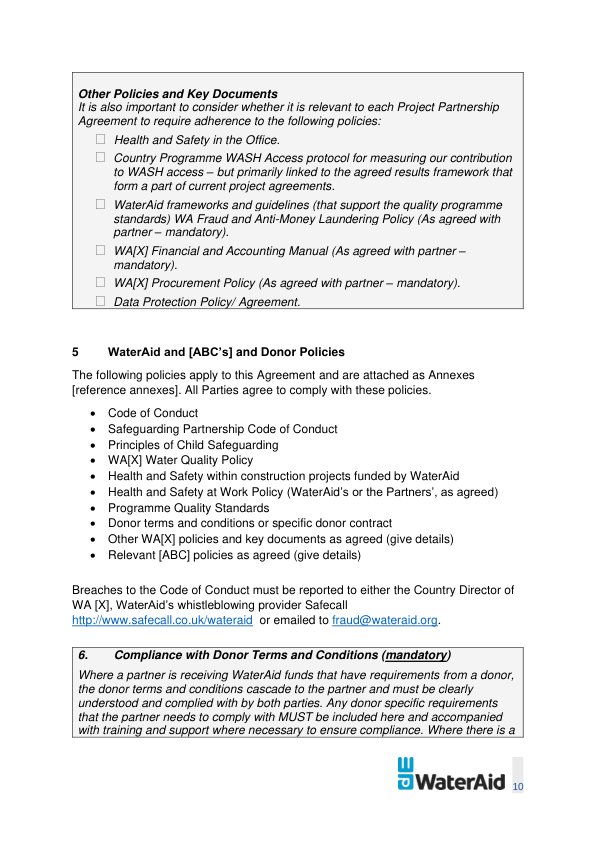 Other Policies and Key Documents
It is also important to consider whether it is relevant to each Project Partnership
Agreement to require adherence to the following policies:
☐ Health and Safety in the Office.
☐ Country Programme WASH Access protocol for measuring our contribution
to WASH access – but primarily linked to the agreed results framework that
form a part of current project agreements.
☐ WaterAid frameworks and guidelines (that support the quality programme
standards) WA Fraud and Anti-Money Laundering Policy (As agreed with
partner – mandatory).
☐ WA[X] Financial and Accounting Manual (As agreed with partner –
mandatory).
☐ WA[X] Procurement Policy (As agreed with partner – mandatory).
☐ Data Protection Policy/ Agreement.
5 WaterAid and [ABC's] and Donor Policies
The following policies apply to this Agreement and are attached as Annexes
[reference annexes]. All Parties agree to comply with these policies.
• Code of Conduct
• Safeguarding Partnership Code of Conduct
• Principles of Child Safeguarding
• WA[X] Water Quality Policy
• Health and Safety within construction projects funded by WaterAid
• Health and Safety at Work Policy (WaterAid's or the Partners', as agreed)
• Programme Quality Standards
• Donor terms and conditions or specific donor contract
• Other WA[X] policies and key documents as agreed (give details)
• Relevant [ABC] policies as agreed (give details)
Breaches to the Code of Conduct must be reported to either the Country Director of
WA [X], WaterAid's whistleblowing provider Safecall
http://www.safecall.co.uk/wateraid or emailed to fraud@wateraid.org.
6. Compliance with Donor Terms and Conditions (mandatory)
Where a partner is receiving WaterAid funds that have requirements from a donor,
the donor terms and conditions cascade to the partner and must be clearly
understood and complied with by both parties. Any donor specific requirements
that the partner needs to comply with MUST be included here and accompanied
with training and support where necessary to ensure compliance. Where there is a
WaterAid 10